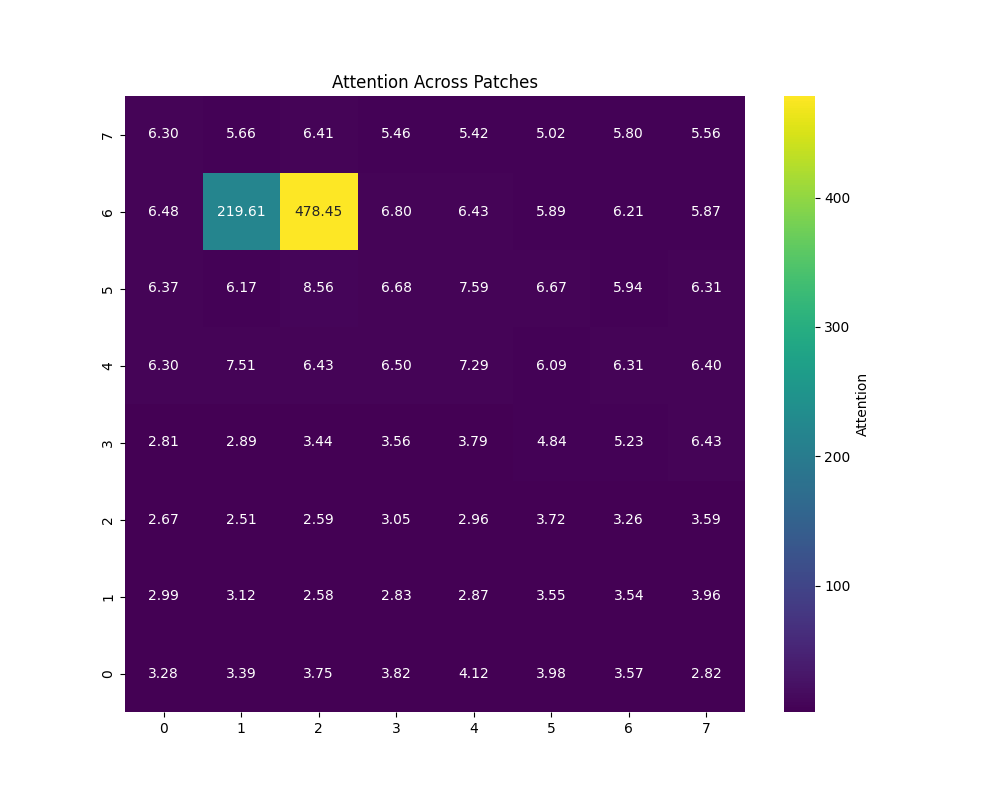 Attention Across Patches
7 6.30 5.66 6.41 5.46 5.42 5.02 5.80 5.56
6 6.48 219.61 478.45 6.80 6.43 5.89 6.21 5.87
5 6.37 6.17 8.56 6.68 7.59 6.67 5.94 6.31
4 6.30 7.51 6.43 6.50 7.29 6.09 6.31 6.40
3 2.81 2.89 3.44 3.56 3.79 4.84 5.23 6.43
2 2.67 2.51 2.59 3.05 2.96 3.72 3.26 3.59
1 2.99 3.12 2.58 2.83 2.87 3.55 3.54 3.96
0 3.28 3.39 3.75 3.82 4.12 3.98 3.57 2.82
0 1 2 3 4 5 6 7
400
300
200
100
Attention